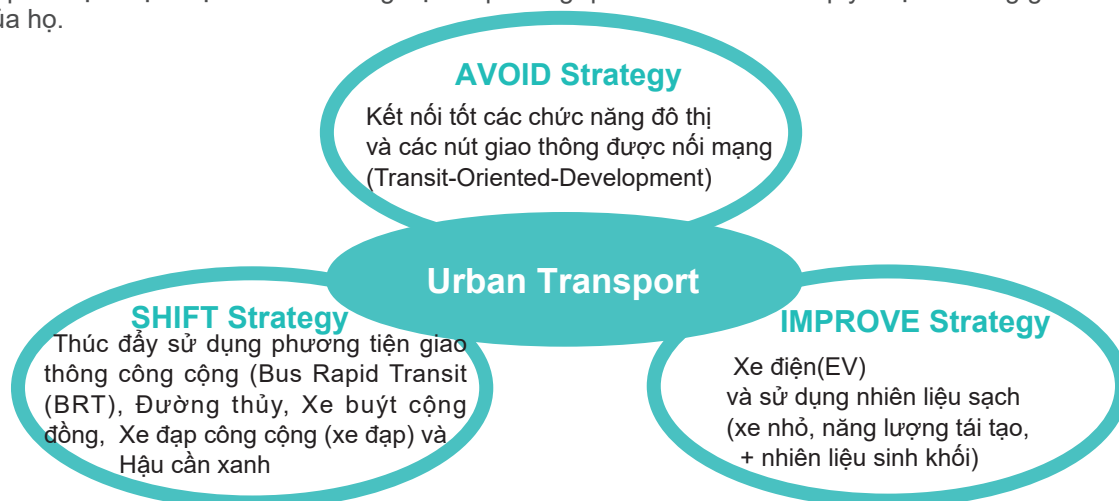 ủa họ.
AVOID Strategy
Kết nối tốt các chức năng đô thị
và các nút giao thông được nối mạng
(Transit-Oriented-Development)
Urban Transport
SHIFT Strategy
Thúc đẩy sử dụng phương tiện giao
thông công cộng (Bus Rapid Transit
(BRT), Đường thủy, Xe buýt cộng
đồng, Xe đạp công cộng (xe đạp) và
Hậu cần xanh
IMPROVE Strategy
Xe điện(EV)
và sử dụng nhiên liệu sạch
(xe nhỏ, năng lượng tái tạo,
+ nhiên liệu sinh khối)